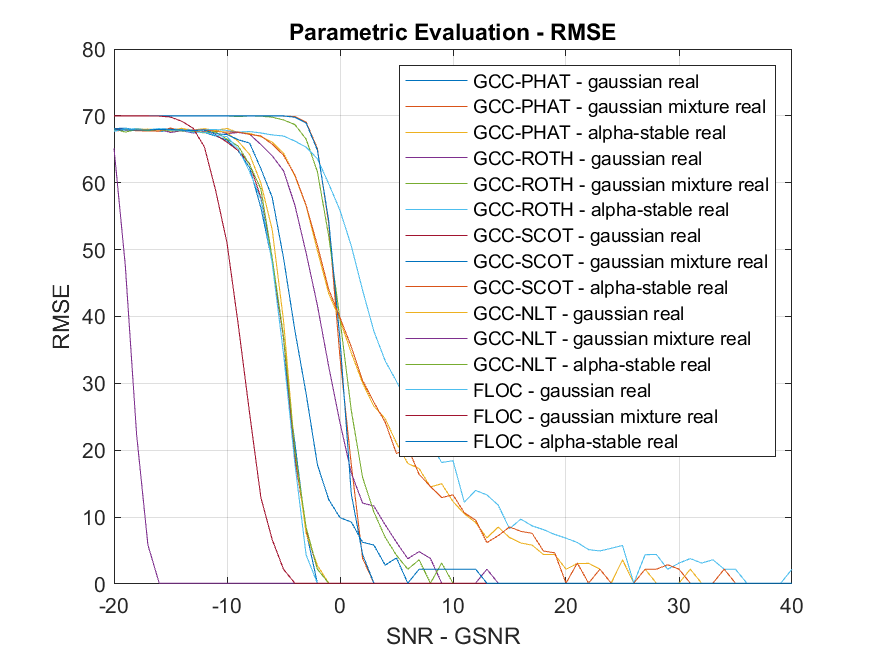 Parametric Evaluation - RMSE
80
70
60
50
40
30
20
10
0
RMSE
GCC-PHAT - gaussian real
GCC-PHAT - gaussian mixture real
GCC-PHAT - alpha-stable real
GCC-ROTH - gaussian real
GCC-ROTH - gaussian mixture real
GCC-ROTH - alpha-stable real
GCC-SCOT - gaussian real
GCC-SCOT - gaussian mixture real
GCC-SCOT - alpha-stable real
GCC-NLT - gaussian real
GCC-NLT - gaussian mixture real
GCC-NLT - alpha-stable real
FLOC - gaussian real
FLOC - gaussian mixture real
FLOC - alpha-stable real
-20 -10 0 10 20 30 40
SNR - GSNR